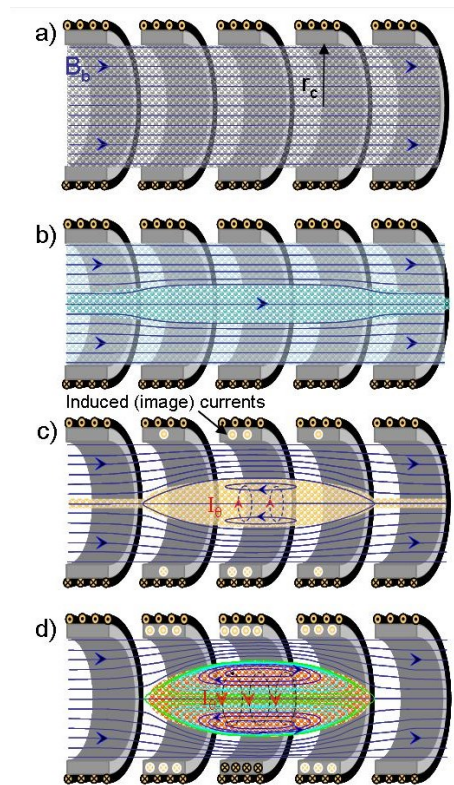 a)
B_b
r_c
b)
Induced (image) currents
c)
I_θ
d)
I_θ